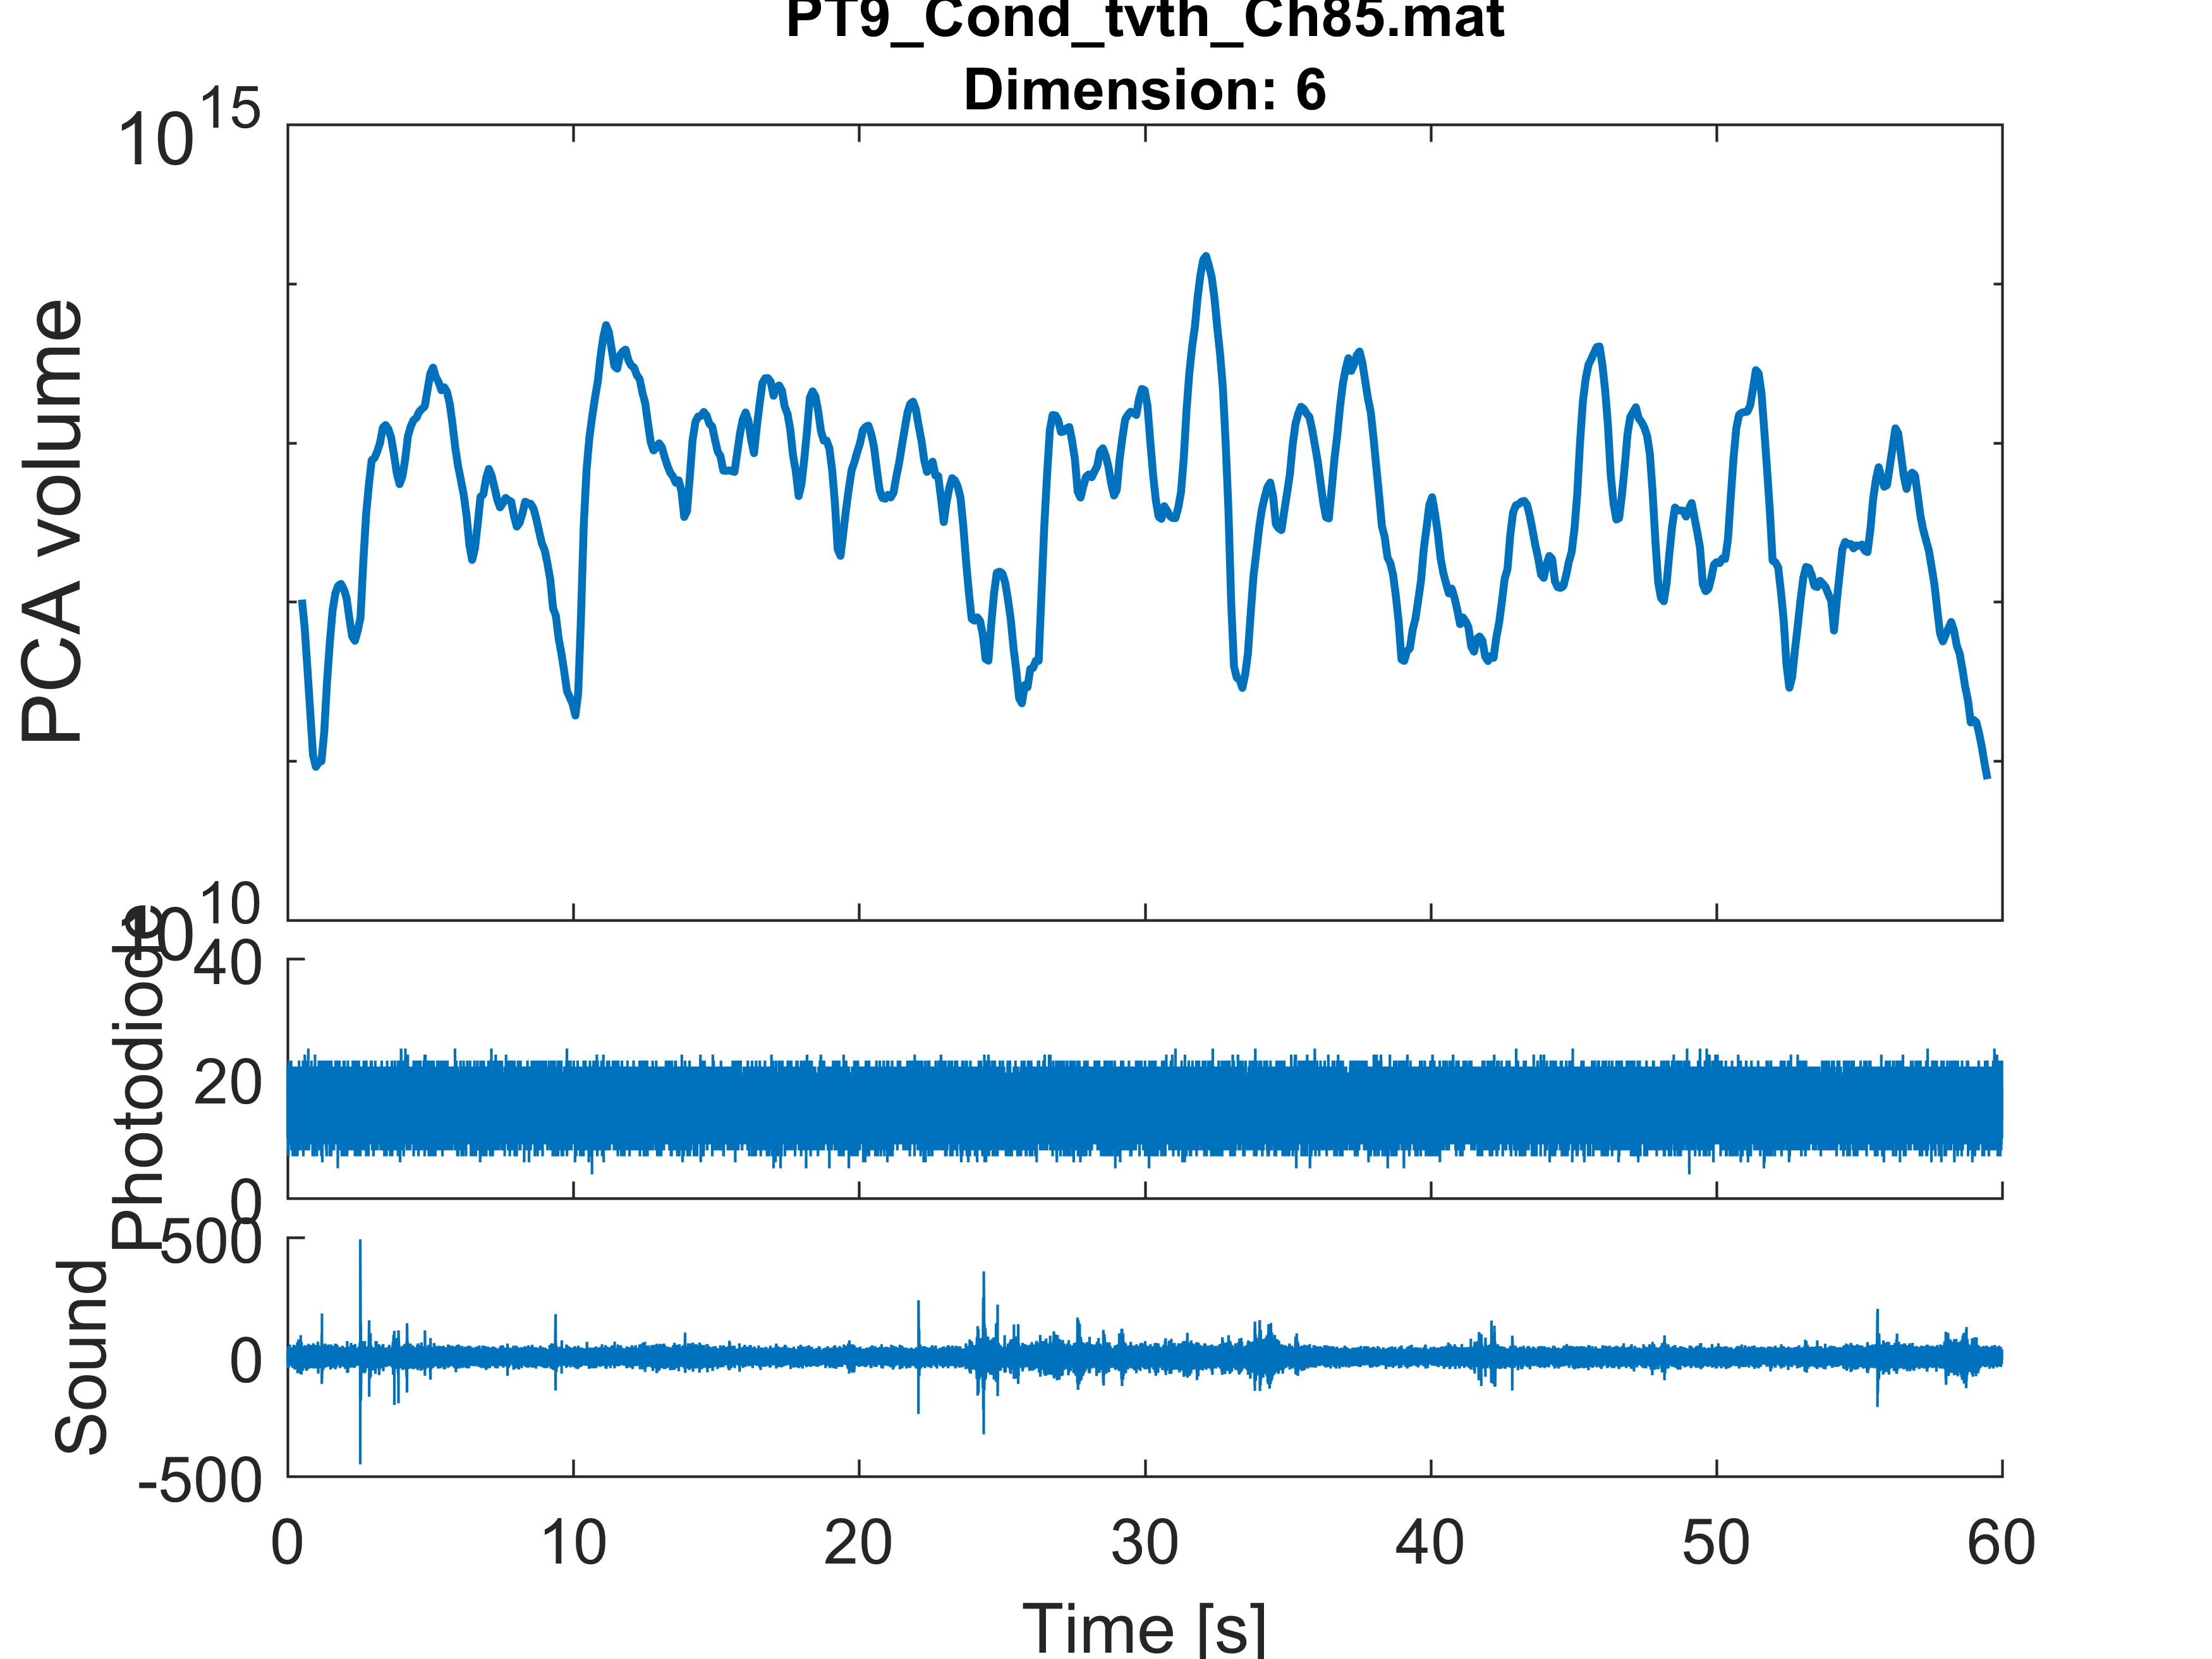 PT9_Cond_tvth_Ch85.mat
Dimension: 6
10^15
PCA volume
10^10
Photodiode
40
20
0
Sound
500
0
-500
0 10 20 30 40 50 60
Time [s]